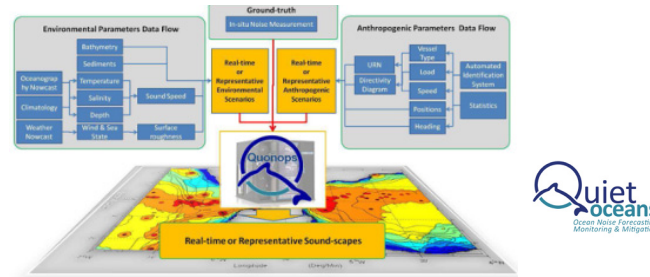 Environmental Parameters Data Flow
Bathymetry
Sediments
Oceanogra
phy Nowcast
Temperature
Climatology
Salinity
Depth
Sound Speed
Weather
Nowcast
Wind & Sea
State
Surface
roughness
Ground-truth
In-situ Noise Measurement
Real-time
or
Representative
Environmental
Scenarios
Real-time
or
Representative
Anthropogenic
Scenarios
Anthropogenic Parameters Data Flow
URN
Directivity
Diagram
Vessel
Type
Load
Speed
Positions
Heading
Automated
Identification
System
Statistics
Quonops
Real-time or Representative Sound-scapes
Longitude
Quiet
oceans
Ocean Noise Forecasti
Monitoring & Mitigati